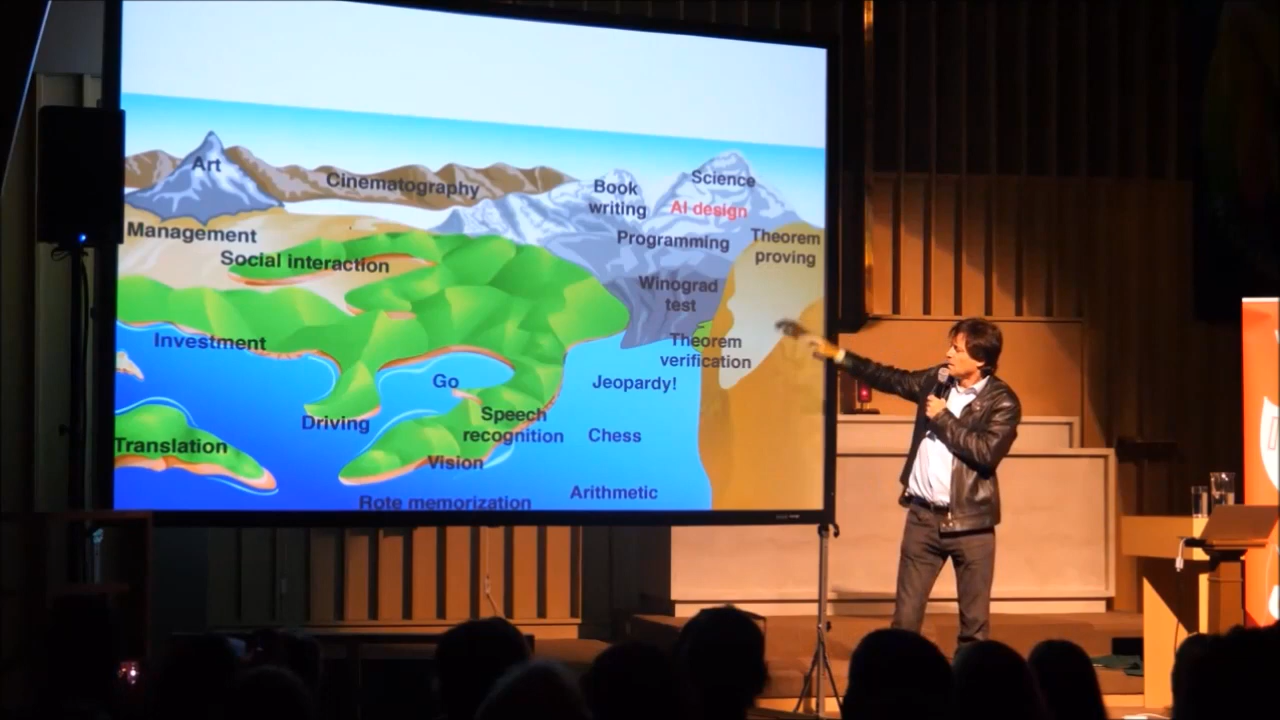 Art
Cinematography
Book
writing
Science
AI design
Management
Programming
Theorem
proving
Social interaction
Winograd
test
Investment
Theorem
verification
Go
Jeopardy!
Driving
Speech
recognition
Chess
Translation
Vision
Rote memorization
Arithmetic